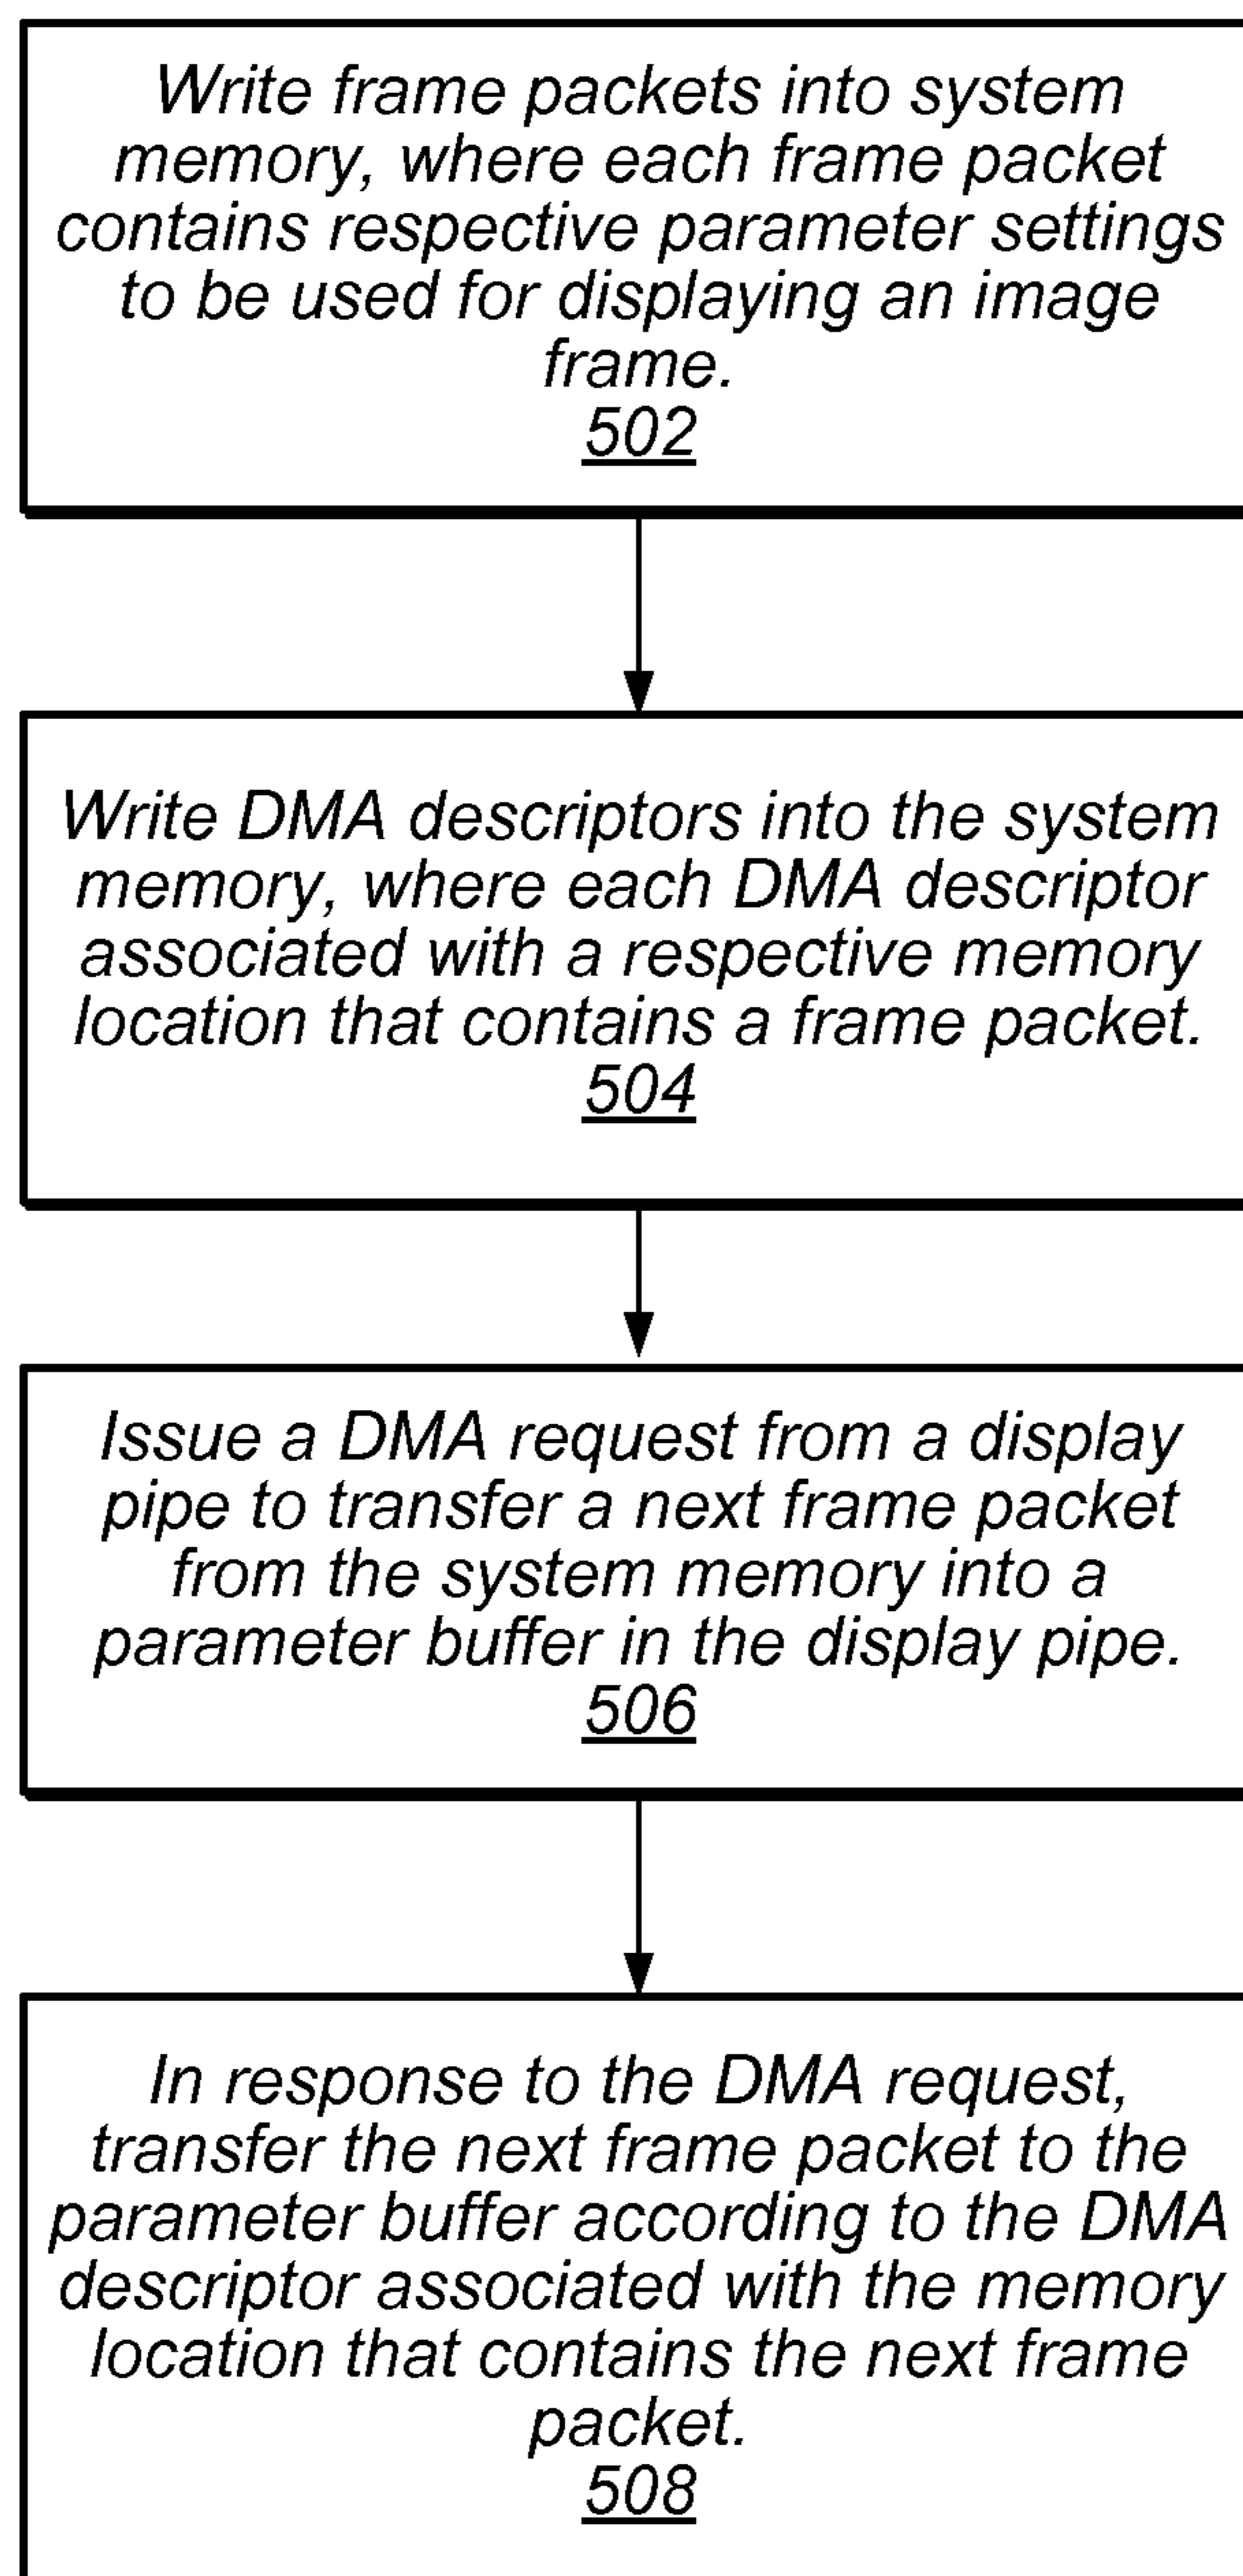 Write frame packets into system
memory, where each frame packet
contains respective parameter settings
to be used for displaying an image
frame.
502
Write DMA descriptors into the system
memory, where each DMA descriptor
associated with a respective memory
location that contains a frame packet.
504
Issue a DMA request from a display
pipe to transfer a next frame packet
from the system memory into a
parameter buffer in the display pipe.
506
In response to the DMA request,
transfer the next frame packet to the
parameter buffer according to the DMA
descriptor associated with the memory
location that contains the next frame
packet.
508